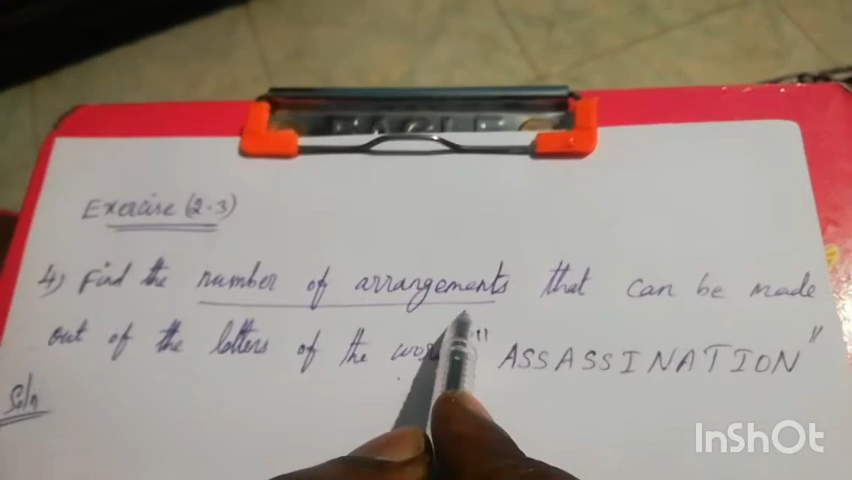 Exercise (2.3)
4) Find the number of arrangements that can be made
out of the letters of the "ASSASSINATION"
Soln
InShOt